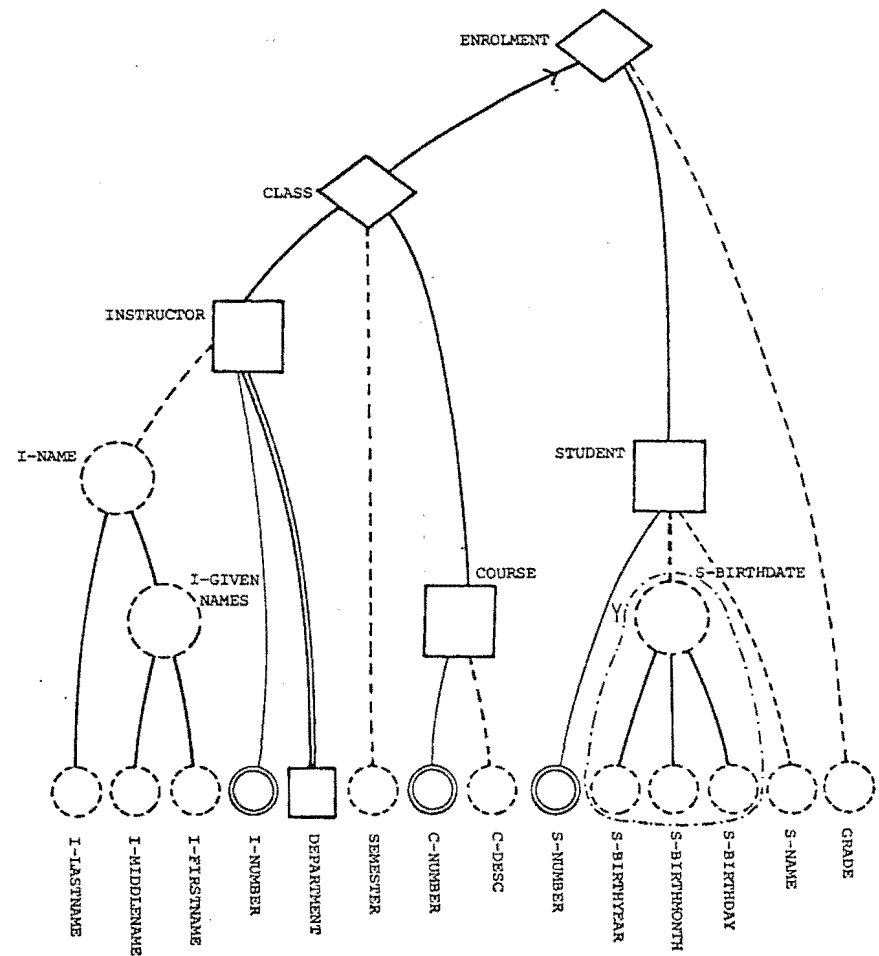 ENROLMENT
CLASS
INSTRUCTOR
I-NAME
STUDENT
I-GIVEN
NAMES
COURSE
S-BIRTHDATE
Y
I-LASTNAME
I-MIDDLENAME
I-FIRSTNAME
I-NUMBER
DEPARTMENT
SEMESTER
C-NUMBER
C-DESC
S-NUMBER
S-BIRTHYEAR
S-BIRTHMONTH
S-BIRTHDAY
S-NAME
GRADE